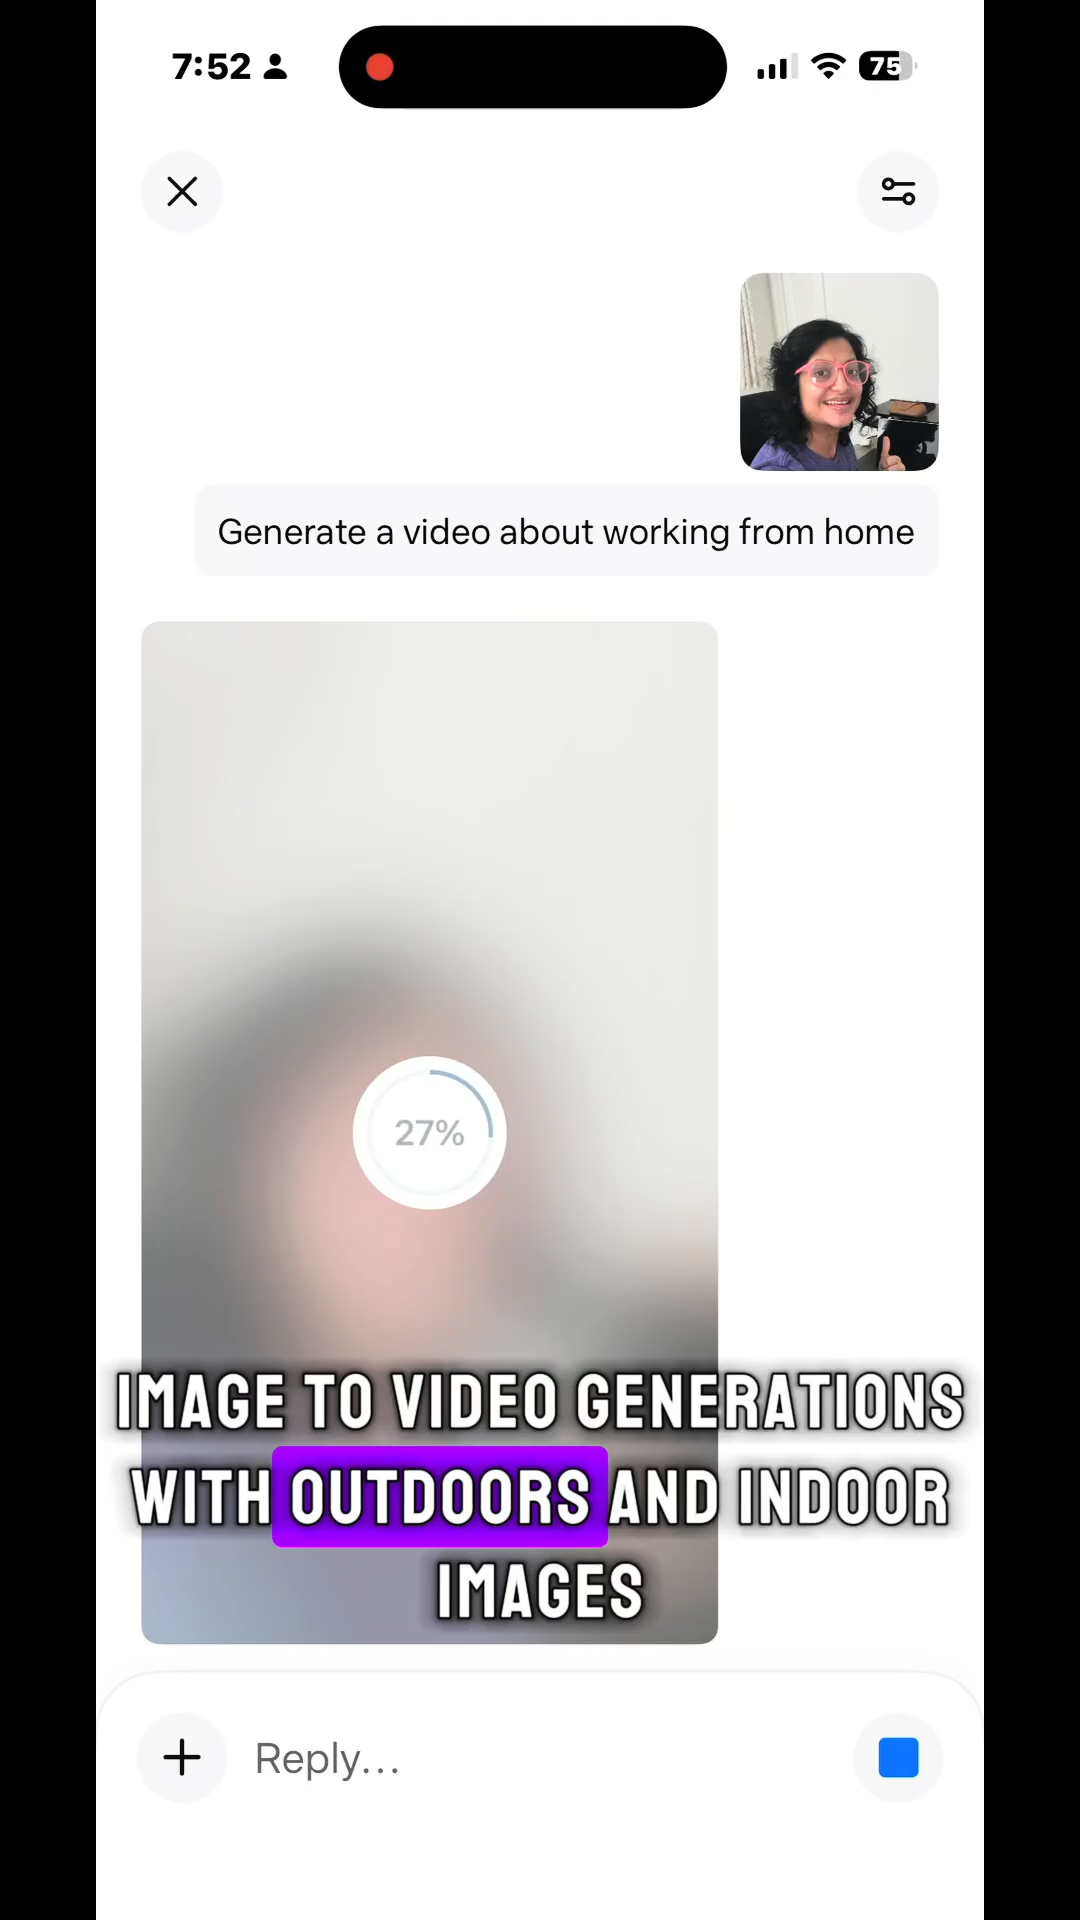 7:52
75
Generate a video about working from home
27%
IMAGE TO VIDEO GENERATIONS
WITH OUTDOORS AND INDOOR
IMAGES
Reply...